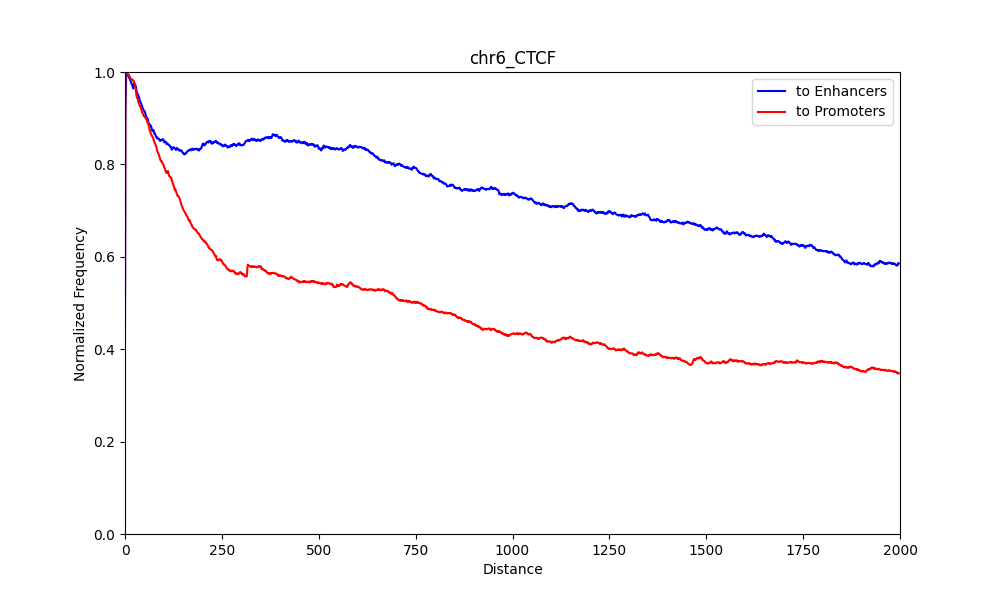 chr6_CTCF
to Enhancers
to Promoters
Normalized Frequency
1.0
0.8
0.6
0.4
0.2
0.0
0 250 500 750 1000 1250 1500 1750 2000
Distance